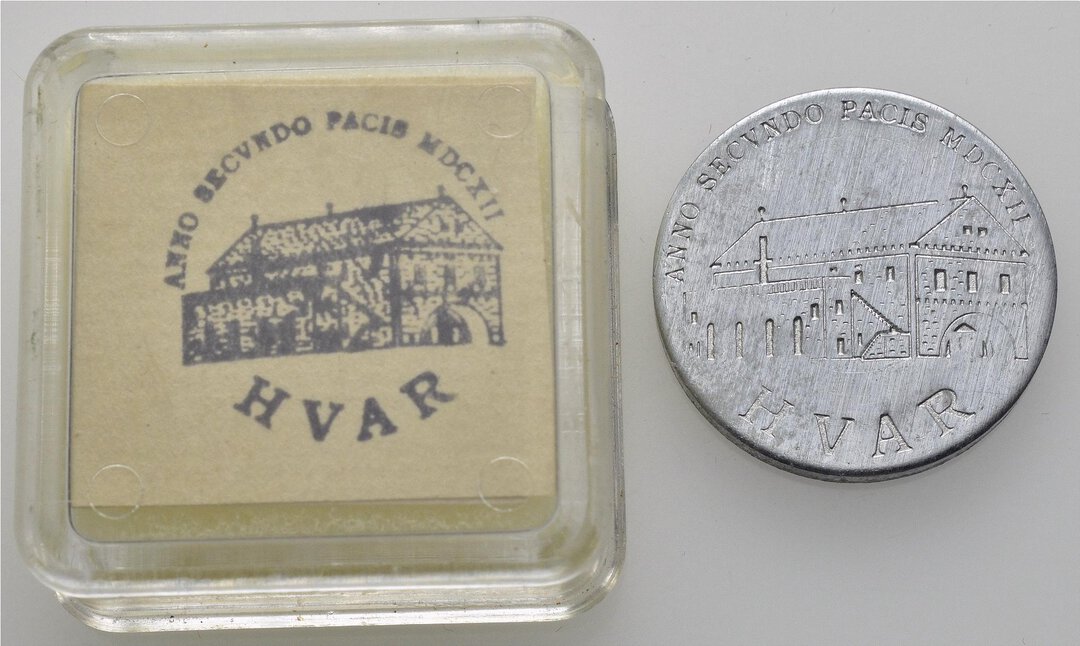 ANNO SECVNDO PACIS MDCXII
HVAR
ANNO SECVNDO PACIS MDCXII
HVAR